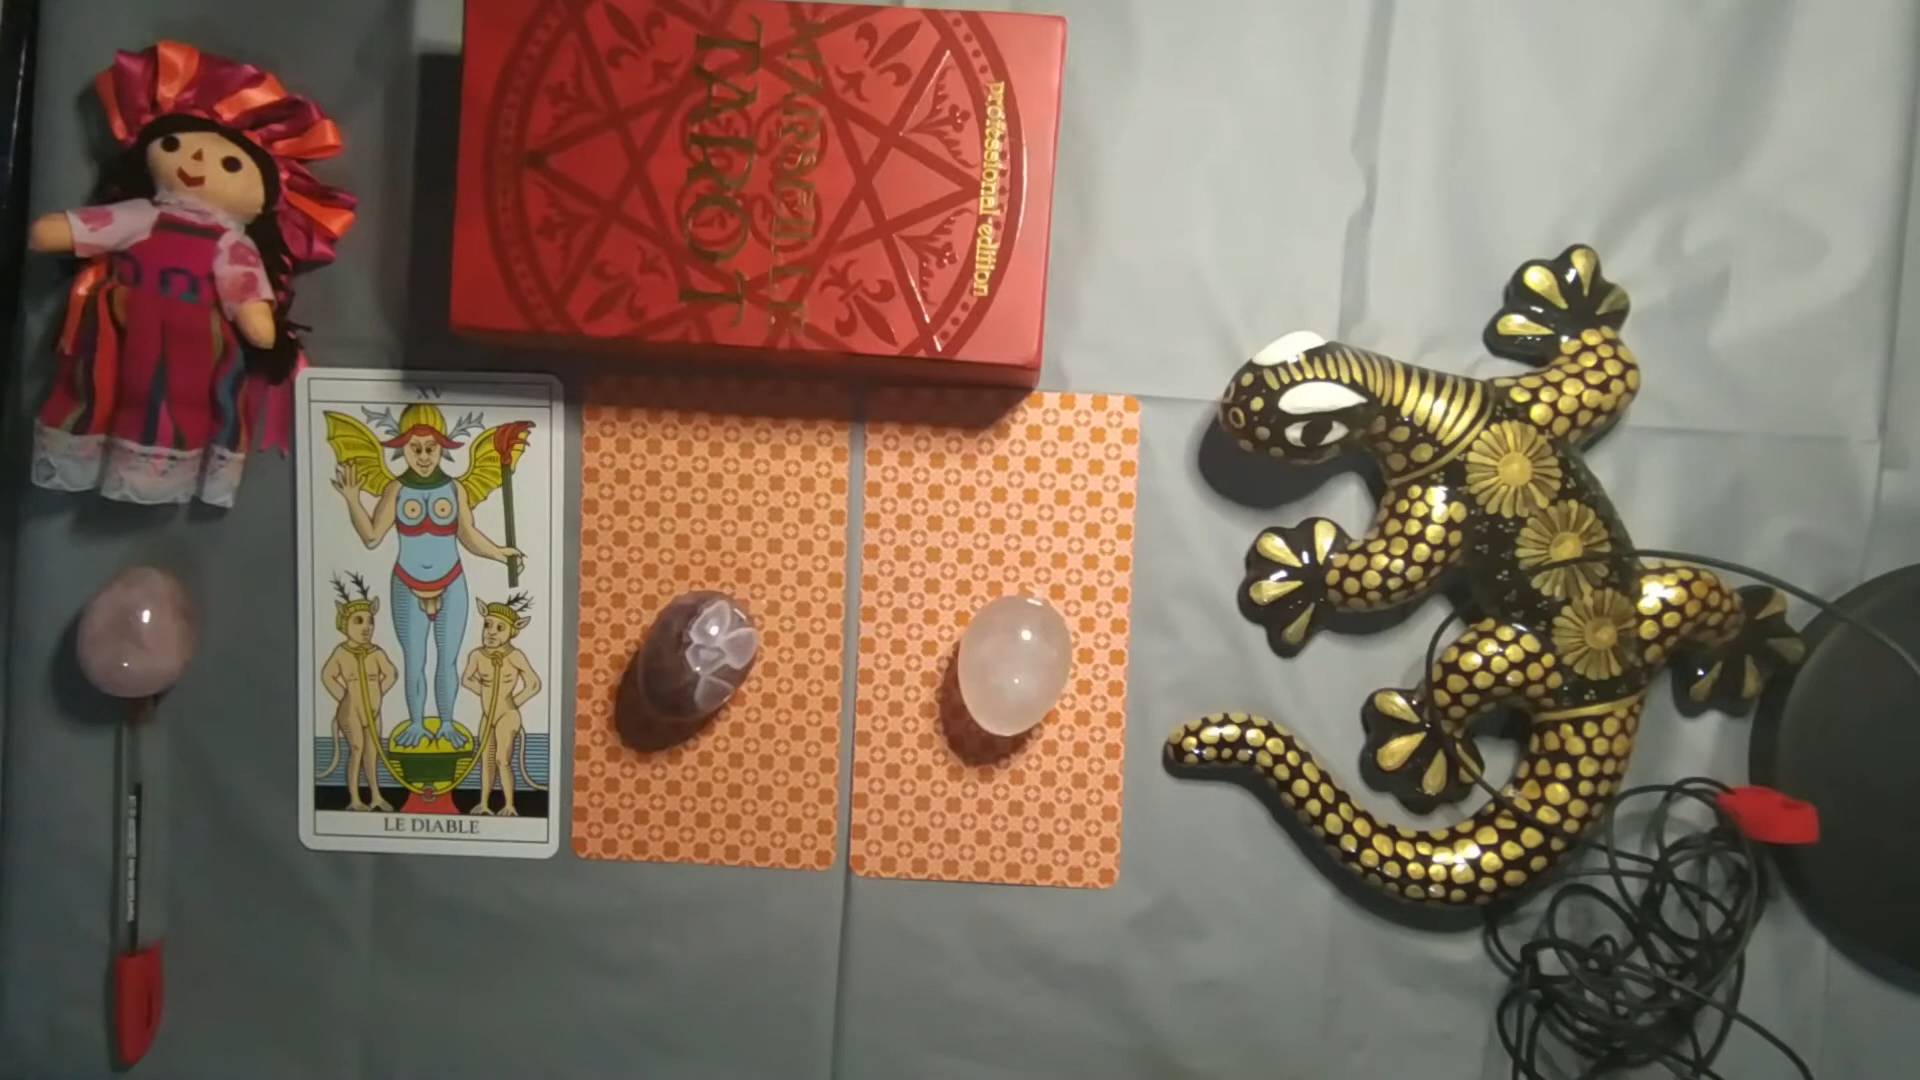 MARSEILLE
TAROT
professional edition
XV
LE DIABLE